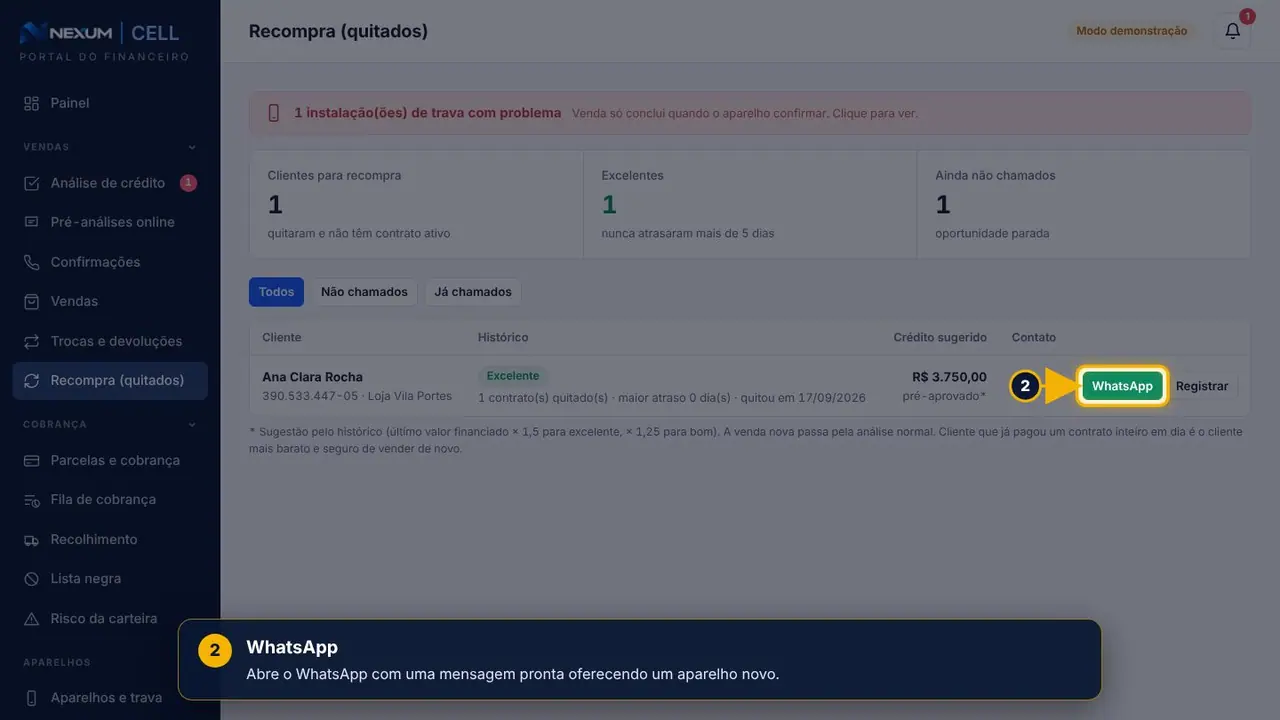 NEXUM | CELL
PORTAL DO FINANCEIRO
Painel
VENDAS
Análise de crédito 1
Pré-análises online
Confirmações
Vendas
Trocas e devoluções
Recompra (quitados)
COBRANÇA
Parcelas e cobrança
Fila de cobrança
Recolhimento
Lista negra
Risco da carteira
APARELHOS
Aparelhos e trava
Recompra (quitados)
Modo demonstração
1
1 instalação(ões) de trava com problema Venda só conclui quando o aparelho confirmar. Clique para ver.
Clientes para recompra
1
quitaram e não têm contrato ativo
Excelentes
1
nunca atrasaram mais de 5 dias
Ainda não chamados
1
oportunidade parada
Todos Não chamados Já chamados
Cliente Histórico Crédito sugerido Contato
Ana Clara Rocha Excelente R$ 3.750,00
390.533.447-05 · Loja Vila Portes 1 contrato(s) quitado(s) · maior atraso 0 dia(s) · quitou em 17/09/2026 pré-aprovado*
2 WhatsApp Registrar
* Sugestão pelo histórico (último valor financiado × 1,5 para excelente, × 1,25 para bom). A venda nova passa pela análise normal. Cliente que já pagou um contrato inteiro em dia é o cliente
mais barato e seguro de vender de novo.
2 WhatsApp
Abre o WhatsApp com uma mensagem pronta oferecendo um aparelho novo.